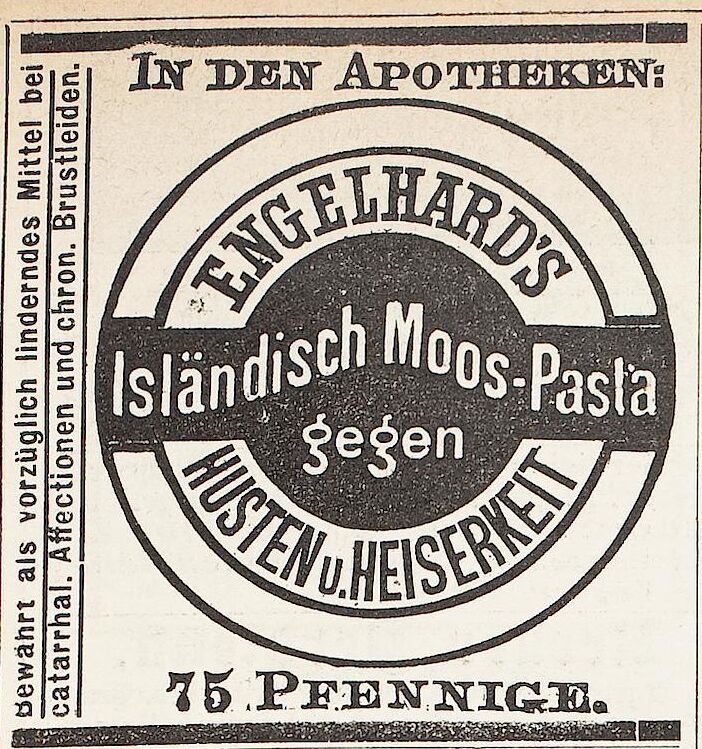 IN DEN APOTHEKEN:
ENGELHARD'S
Isländisch Moos-Pasta
gegen
HUSTEN u. HEISERKEIT
75 PFENNIGE.
Bewährt als vorzüglich linderndes Mittel bei
catarrhal. Affectionen und chron. Brustleiden.